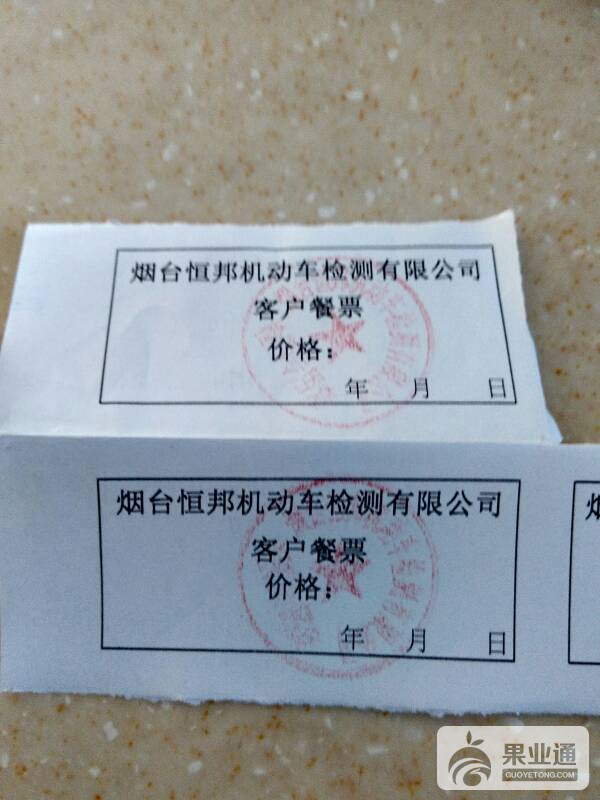 烟台恒邦机动车检测有限公司
客户餐票
价格：
年 月 日
烟台恒邦机动车检测有限公司
客户餐票
价格：
年 月 日
烟
果业通
GUOYETONG.COM